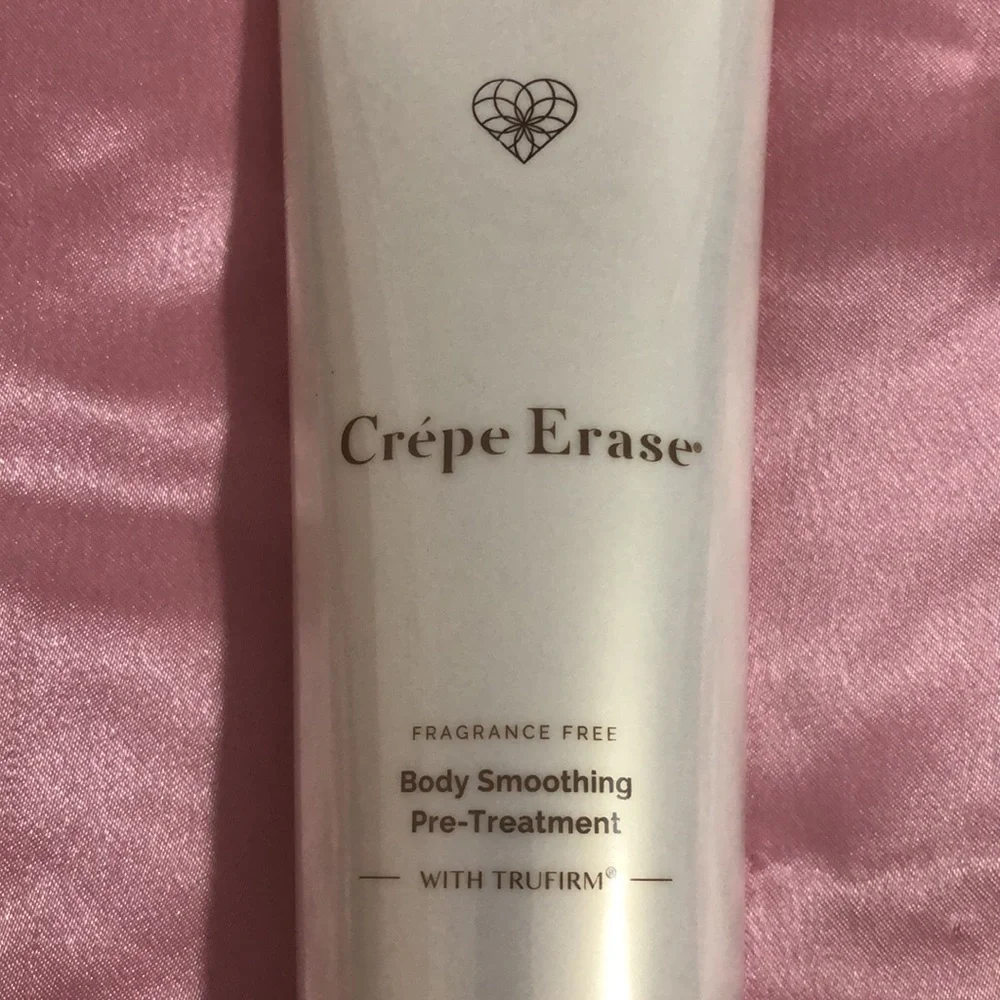 Crépe Erase®
FRAGRANCE FREE
Body Smoothing
Pre-Treatment
WITH TRUFIRM®